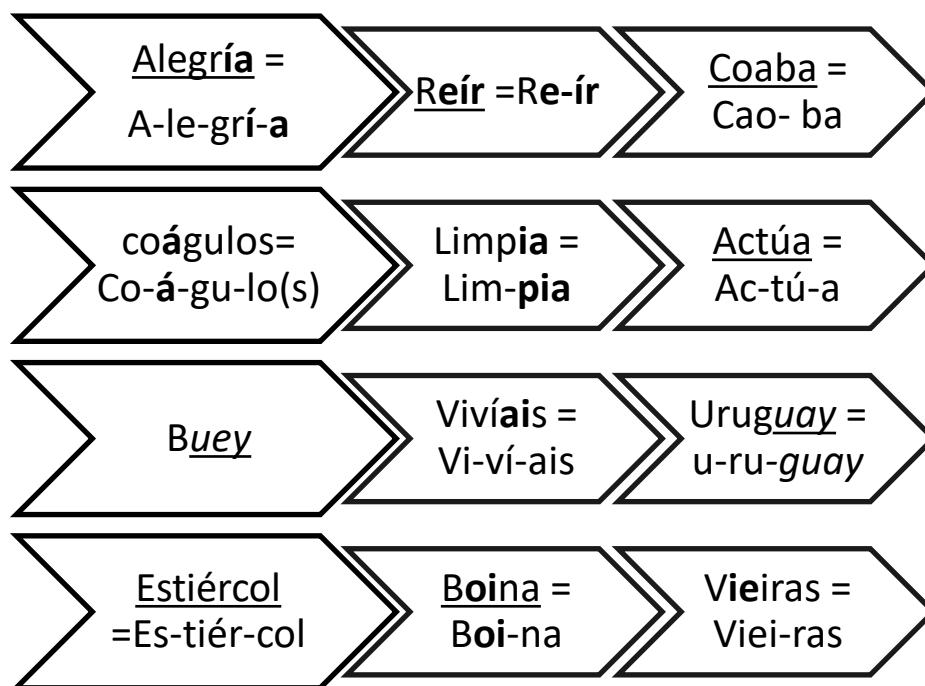 Alegría =
A-le-grí-a
Reír =Re-ír
Coaba =
Cao- ba
coágulos=
Co-á-gu-lo(s)
Limpia =
Lim-pia
Actúa =
Ac-tú-a
Buey
Vivíais =
Vi-ví-ais
Uruguay =
u-ru-guay
Estiércol
=Es-tiér-col
Boina =
Boi-na
Vieiras =
Viei-ras